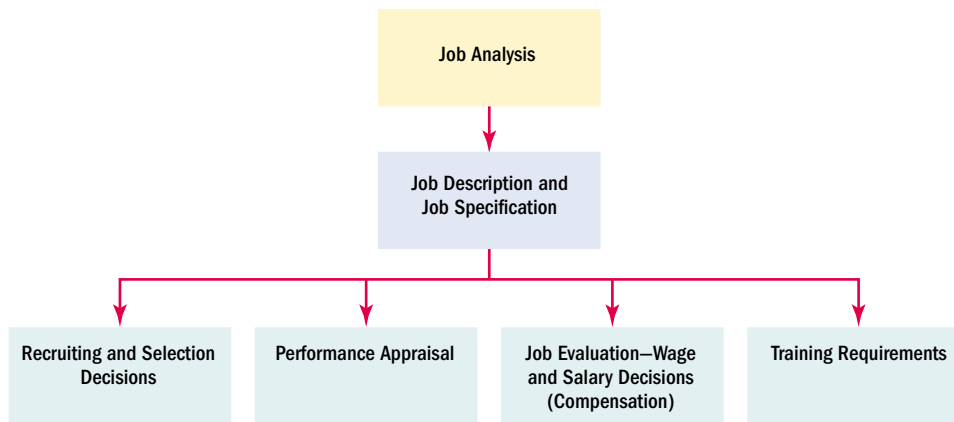 Job Analysis
Job Description and
Job Specification
Recruiting and Selection
Decisions
Performance Appraisal
Job Evaluation—Wage
and Salary Decisions
(Compensation)
Training Requirements